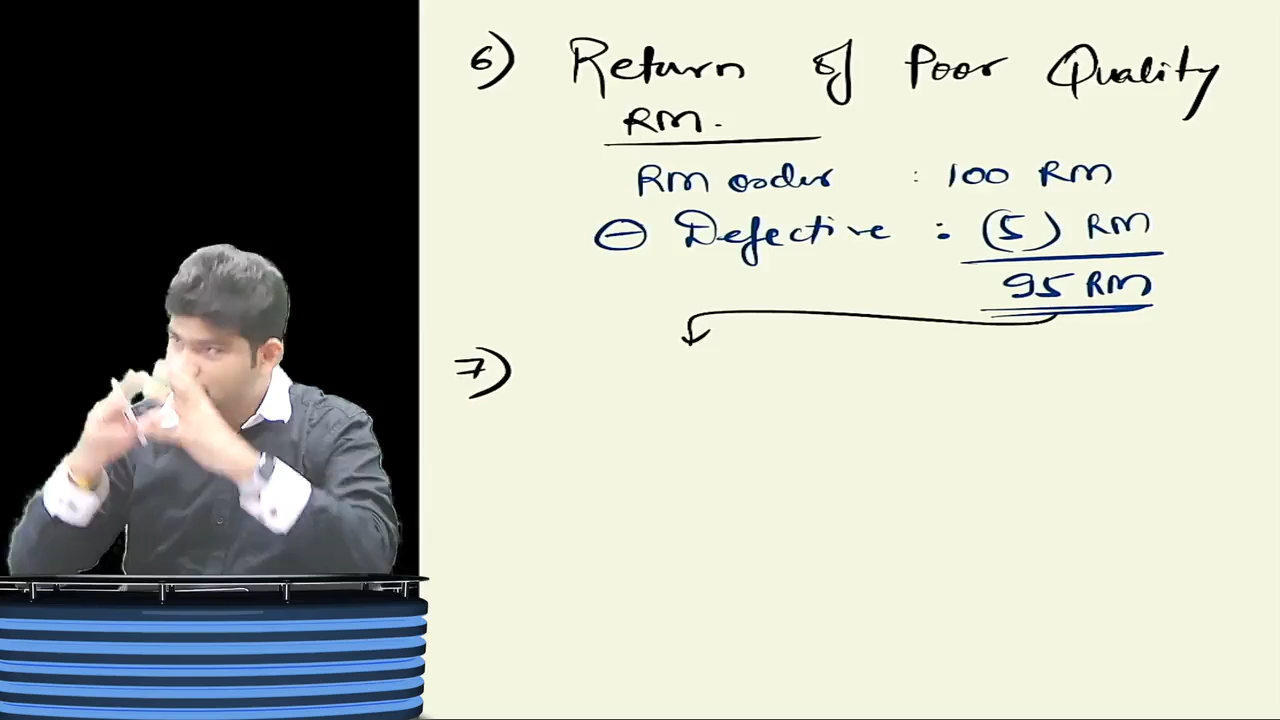 6) Return of Poor Quality
RM.
RM order : 100 RM
⊖ Defective : (5) RM
95 RM
7)